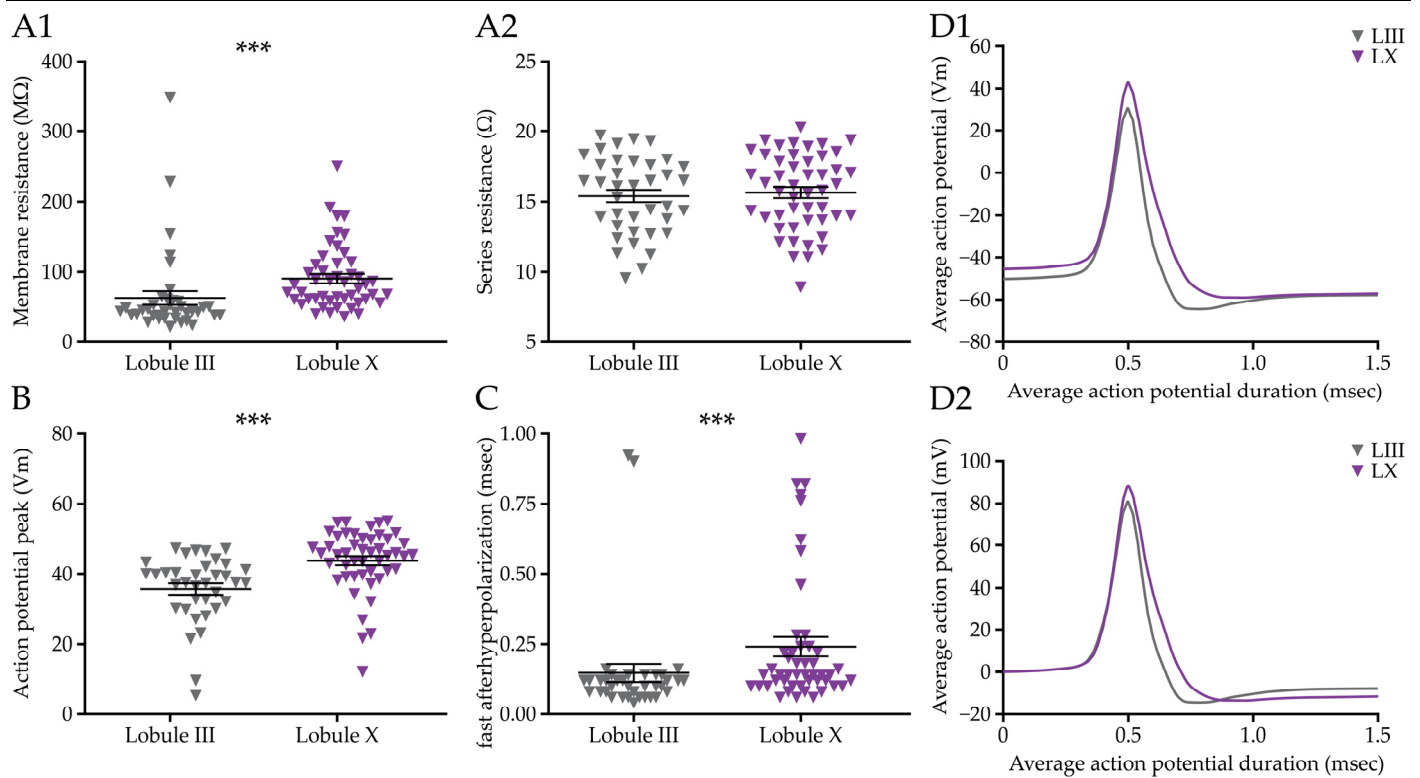 A1
***
Membrane resistance (MΩ)
400
300
200
100
0
Lobule III
Lobule X
A2
Series resistance (Ω)
25
20
15
10
5
Lobule III
Lobule X
D1
LIII
LX
Average action potential (Vm)
60
40
20
0
−20
−40
−60
−80
0
0.5
1.0
1.5
Average action potential duration (msec)
B
***
Action potential peak (Vm)
80
60
40
20
0
Lobule III
Lobule X
C
***
fast afterhyperpolarization (msec)
1.00
0.75
0.50
0.25
0.00
Lobule III
Lobule X
D2
LIII
LX
Average action potential (mV)
100
80
60
40
20
0
−20
0
0.5
1.0
1.5
Average action potential duration (msec)